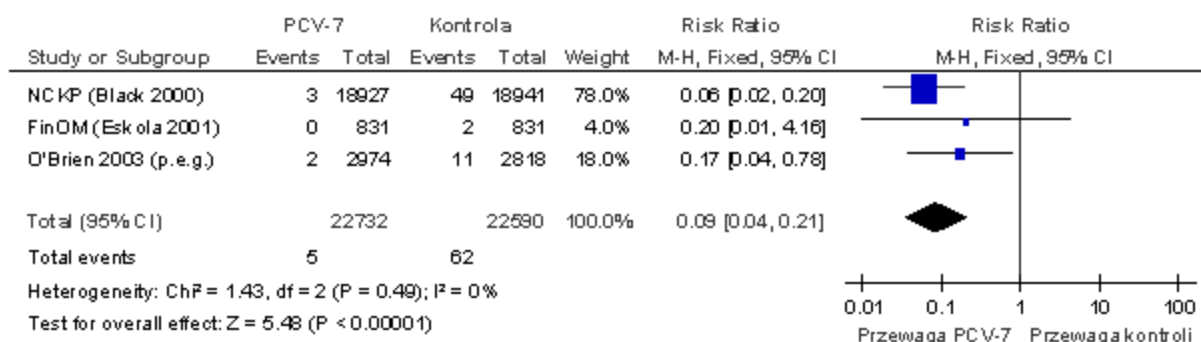 PCV-7 Kontrola Risk Ratio Risk Ratio
Study or Subgroup Events Total Events Total Weight M-H, Fixed, 95% CI M-H, Fixed, 95% CI
NCKP (Black 2000) 3 18927 49 18941 78.0% 0.06 [0.02, 0.20]
FinOM (Eskola 2001) 0 831 2 831 4.0% 0.20 [0.01, 4.16]
O'Brien 2003 (p.e.g.) 2 2974 11 2818 18.0% 0.17 [0.04, 0.78]
Total (95% CI) 22732 22590 100.0% 0.09 [0.04, 0.21]
Total events 5 62
Heterogeneity: Chi² = 1.43, df = 2 (P = 0.49); I² = 0%
Test for overall effect: Z = 5.48 (P < 0.00001)
0.01 0.1 1 10 100
Przewaga PCV-7 Przewaga kontroli